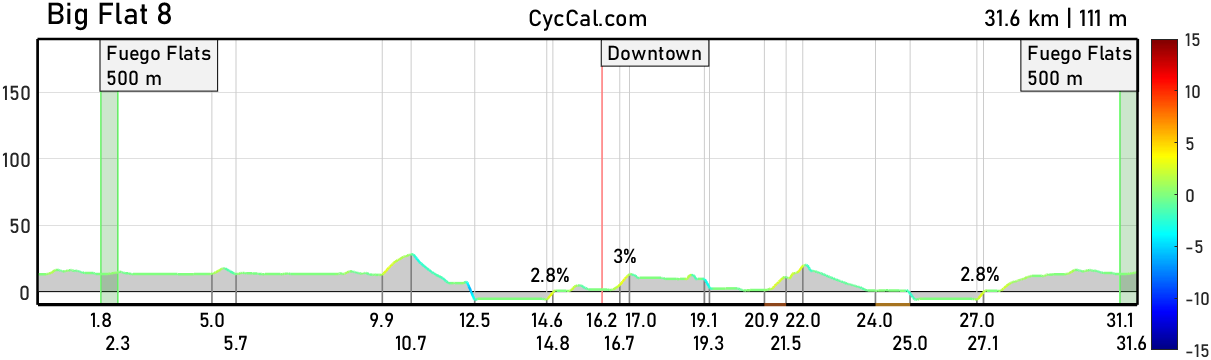 Big Flat 8
CycCal.com
31.6 km | 111 m
Fuego Flats
500 m
Downtown
Fuego Flats
500 m
150
100
50
0
2.8%
3%
2.8%
1.8 5.0 9.9 12.5 14.6 16.2 17.0 19.1 20.9 22.0 24.0 27.0 31.1
2.3 5.7 10.7 14.8 16.7 19.3 21.5 25.0 27.1 31.6
15
10
5
0
−5
−10
−15